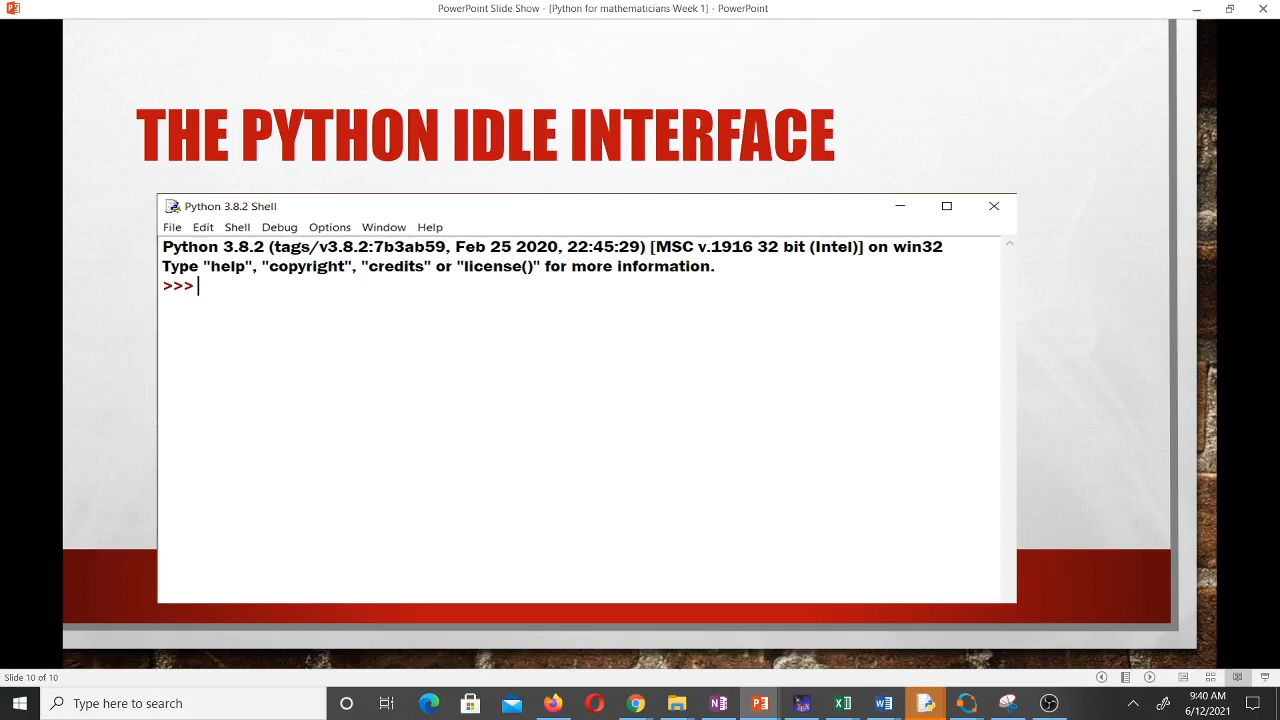 PowerPoint Slide Show - [Python for mathematicians Week 1] - PowerPoint
THE PYTHON IDLE INTERFACE
Python 3.8.2 Shell
File Edit Shell Debug Options Window Help
Python 3.8.2 (tags/v3.8.2:7b3ab59, Feb 25 2020, 22:45:29) [MSC v.1916 32 bit (Intel)] on win32
Type "help", "copyright", "credits" or "license()" for more information.
>>>
Slide 10 of 10
Type here to search
9:40 AM
6/12/2021